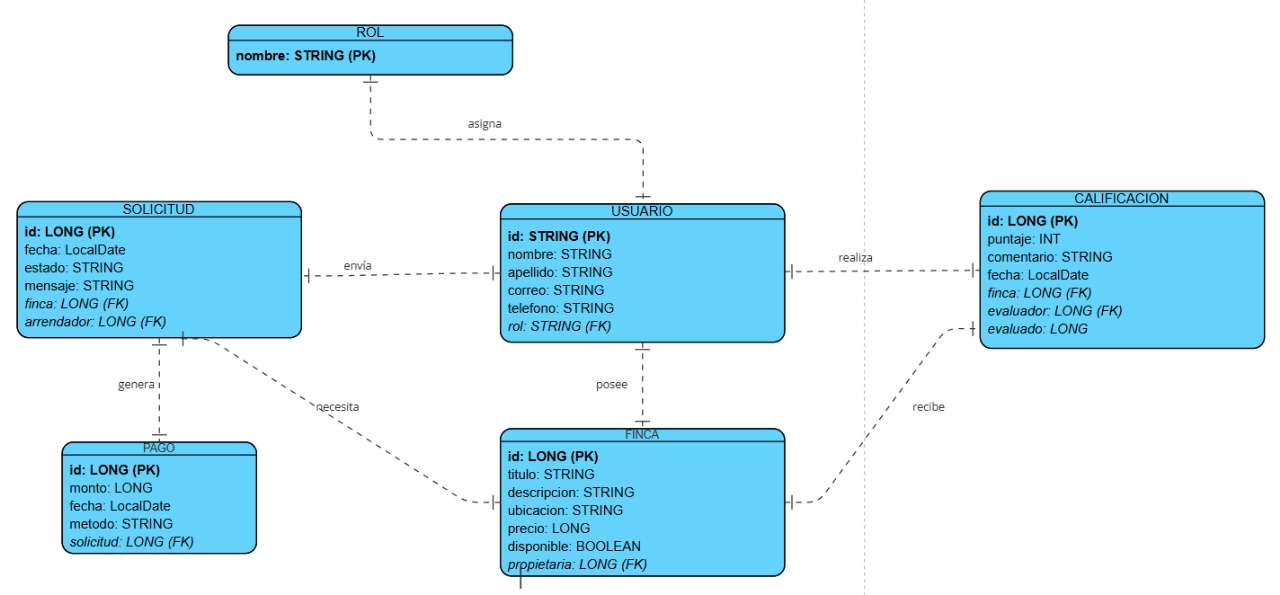 ROL
nombre: STRING (PK)
asigna
SOLICITUD
id: LONG (PK)
fecha: LocalDate
estado: STRING
mensaje: STRING
finca: LONG (FK)
arrendador: LONG (FK)
envía
USUARIO
id: STRING (PK)
nombre: STRING
apellido: STRING
correo: STRING
telefono: STRING
rol: STRING (FK)
realiza
CALIFICACION
id: LONG (PK)
puntaje: INT
comentario: STRING
fecha: LocalDate
finca: LONG (FK)
evaluador: LONG (FK)
evaluado: LONG
genera
necesita
posee
recibe
PAGO
id: LONG (PK)
monto: LONG
fecha: LocalDate
metodo: STRING
solicitud: LONG (FK)
FINCA
id: LONG (PK)
titulo: STRING
descripcion: STRING
ubicacion: STRING
precio: LONG
disponible: BOOLEAN
propietaria: LONG (FK)